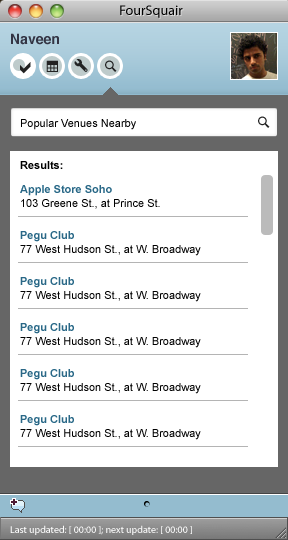 FourSquair
Naveen
Popular Venues Nearby
Results:
Apple Store Soho
103 Greene St., at Prince St.
Pegu Club
77 West Hudson St., at W. Broadway
Pegu Club
77 West Hudson St., at W. Broadway
Pegu Club
77 West Hudson St., at W. Broadway
Pegu Club
77 West Hudson St., at W. Broadway
Pegu Club
77 West Hudson St., at W. Broadway
Last updated: [ 00:00 ]; next update: [ 00:00 ]